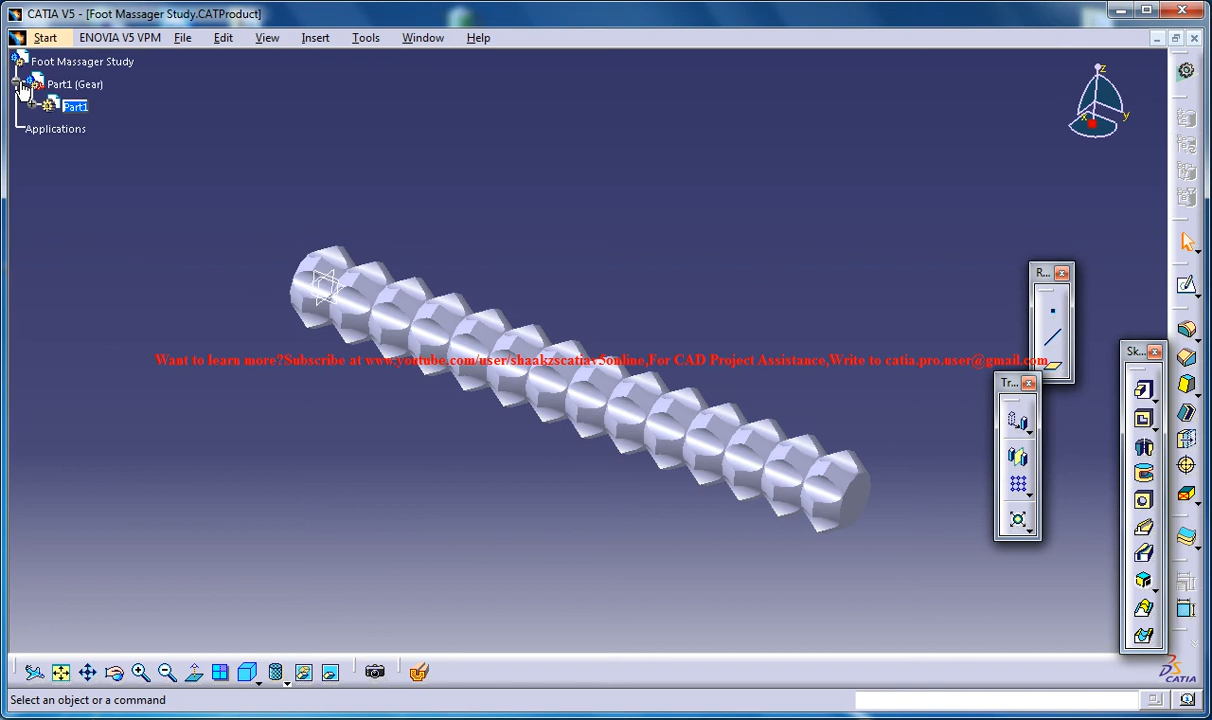 CATIA V5 - [Foot Massager Study.CATProduct]
Start ENOVIA V5 VPM File Edit View Insert Tools Window Help
Foot Massager Study
Part1 (Gear)
Part1
Applications
z
x
y
R...
Want to learn more?Subscribe at www.youtube.com/user/shaakzscatiav5online,For CAD Project Assistance,Write to catia.pro.user@gmail.com
Sk...
Tr...
CATIA
Select an object or a command